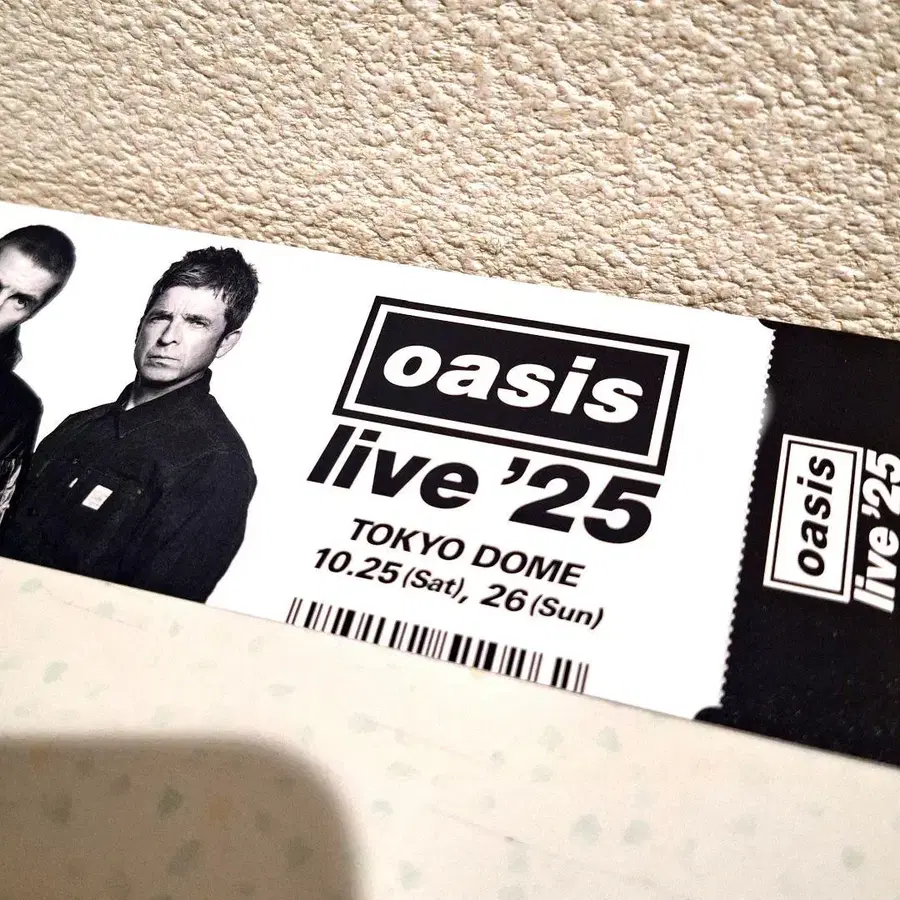 oasis
live '25
TOKYO DOME
10.25(Sat), 26(Sun)
oasis
live '25